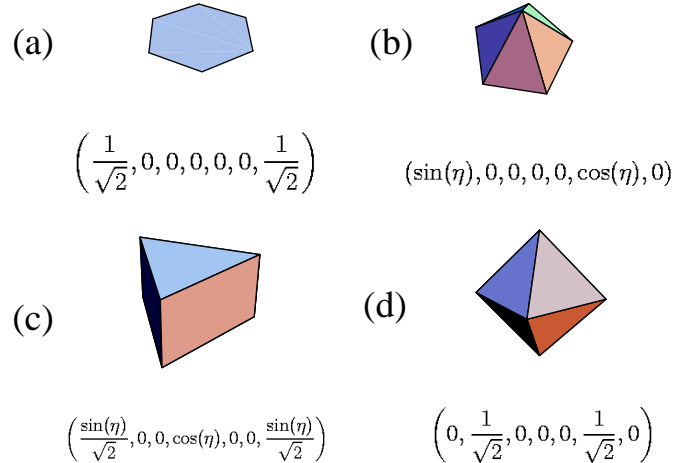 (a)
(b)
(1/√2, 0, 0, 0, 0, 0, 1/√2)
(sin(η), 0, 0, 0, 0, cos(η), 0)
(c)
(d)
(sin(η)/√2, 0, 0, cos(η), 0, 0, sin(η)/√2)
(0, 1/√2, 0, 0, 0, 1/√2, 0)